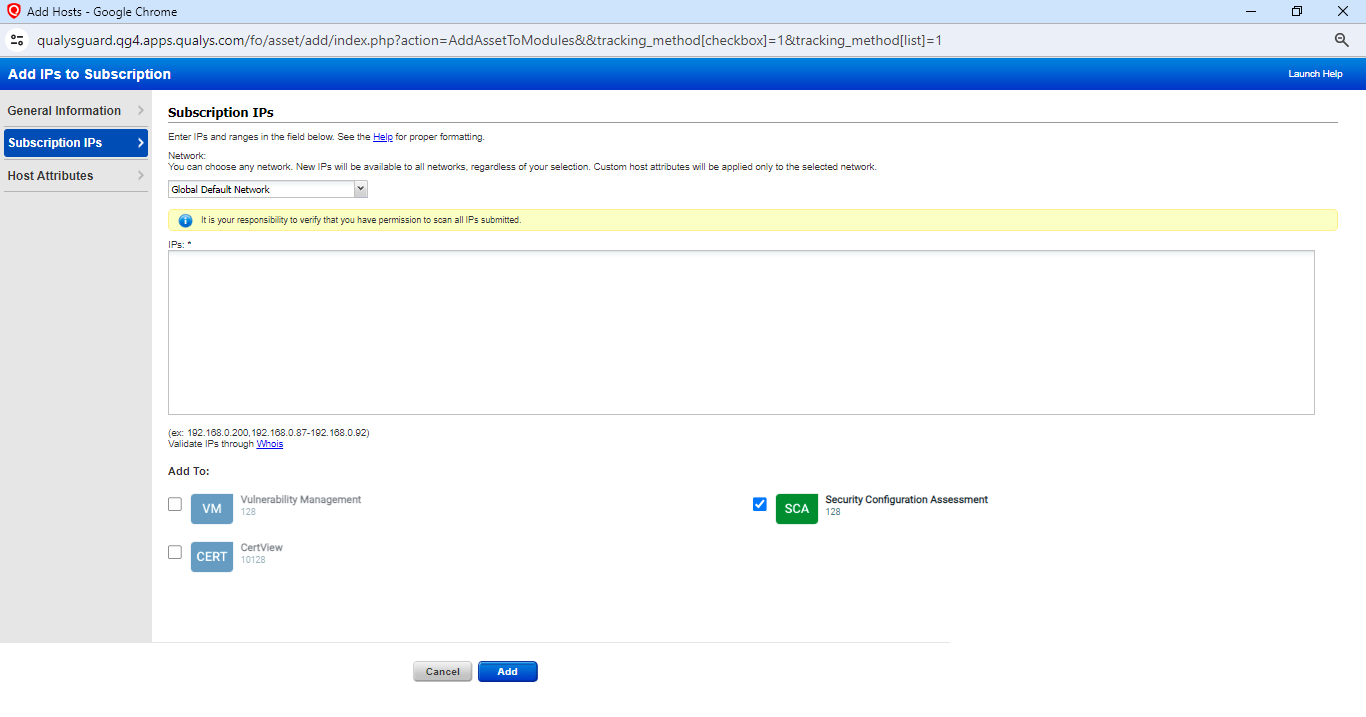 Add Hosts - Google Chrome
qualysguard.qg4.apps.qualys.com/fo/asset/add/index.php?action=AddAssetToModules&&tracking_method[checkbox]=1&tracking_method[list]=1
Add IPs to Subscription
Launch Help
General Information
Subscription IPs
Host Attributes
Subscription IPs
Enter IPs and ranges in the field below. See the Help for proper formatting.
Network:
You can choose any network. New IPs will be available to all networks, regardless of your selection. Custom host attributes will be applied only to the selected network.
Global Default Network
It is your responsibility to verify that you have permission to scan all IPs submitted.
IPs: *
(ex: 192.168.0.200,192.168.0.87-192.168.0.92)
Validate IPs through Whois
Add To:
VM
Vulnerability Management
128
SCA
Security Configuration Assessment
128
CERT
CertView
10128
Cancel
Add